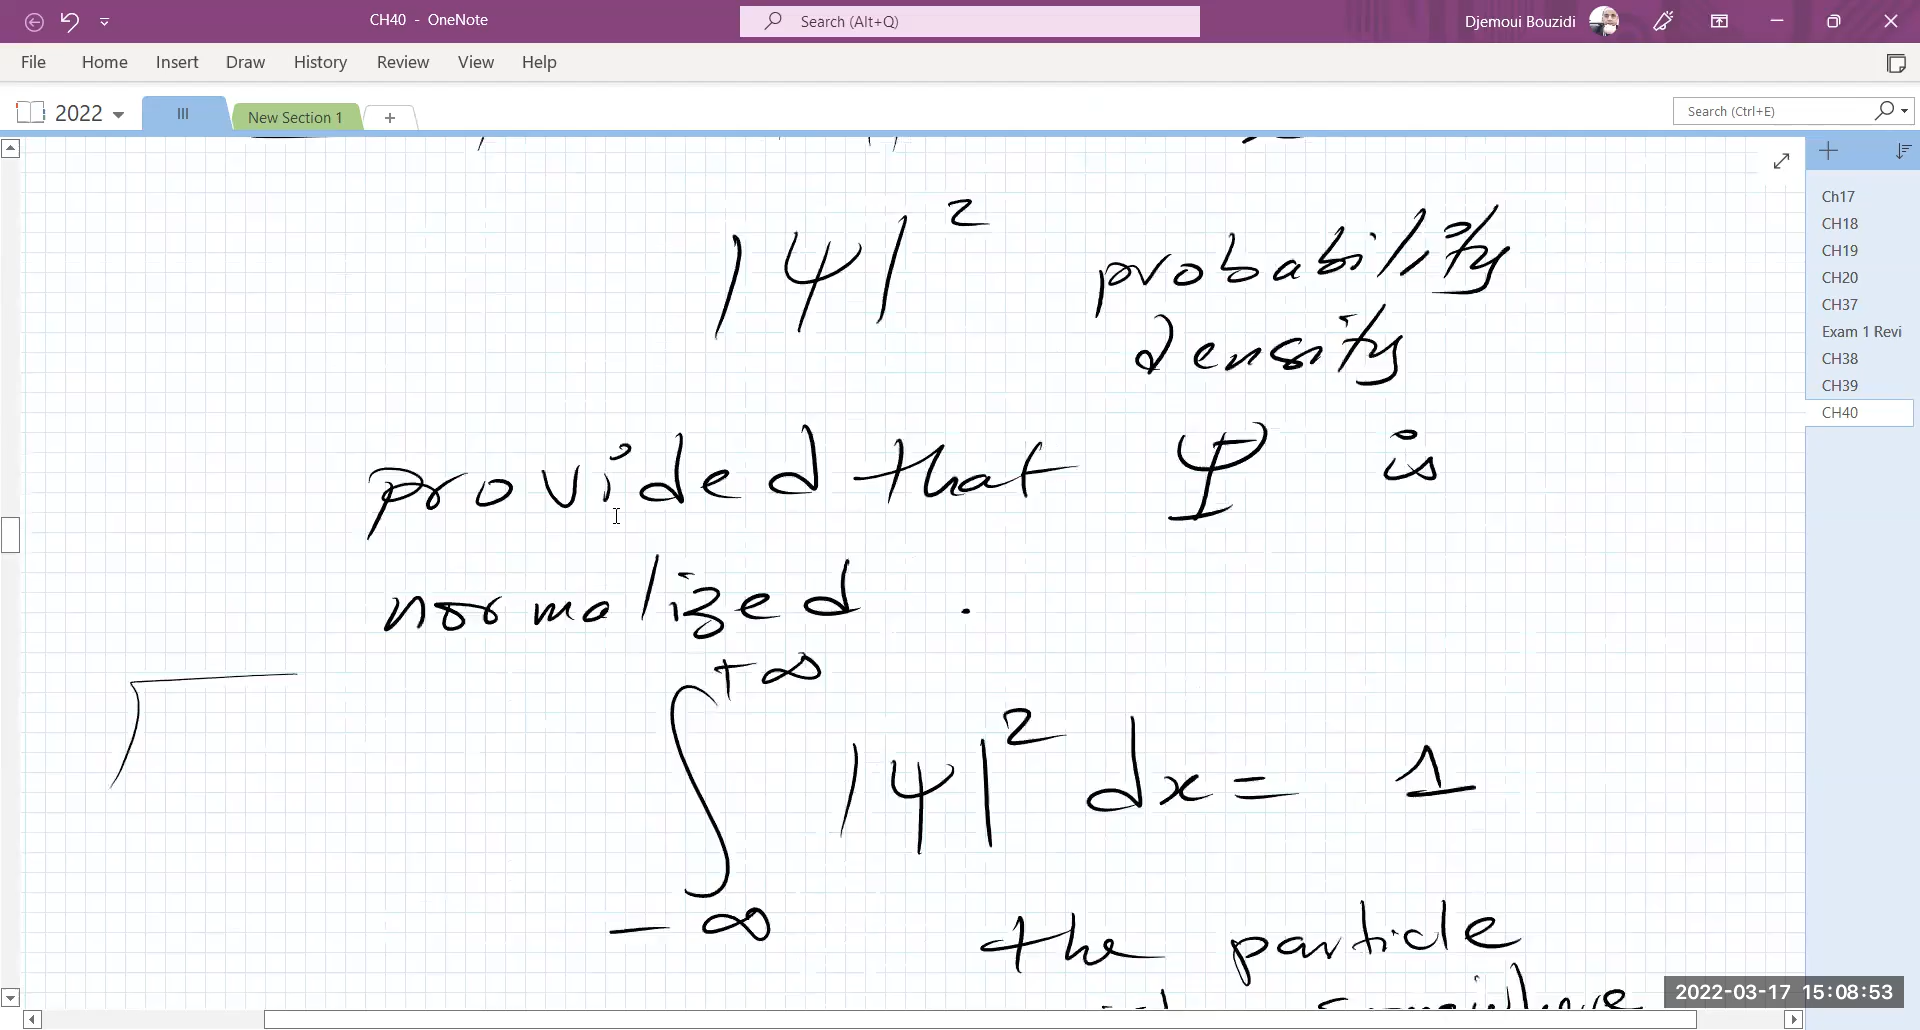 CH40 - OneNote
Search (Alt+Q)
Djemoui Bouzidi
File Home Insert Draw History Review View Help
2022
III
New Section 1
+
Search (Ctrl+E)
Ch17
CH18
CH19
CH20
CH37
Exam 1 Revi
CH38
CH39
CH40
|ψ|² probability
density
provided that Ψ is
normalized .
∫_{-∞}^{+∞} |ψ|² dx = 1
the particle
somewhere
2022-03-17 15:08:53